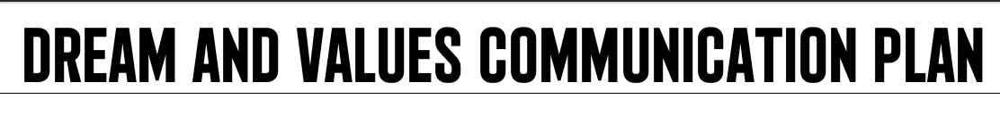 DREAM AND VALUES COMMUNICATION PLAN